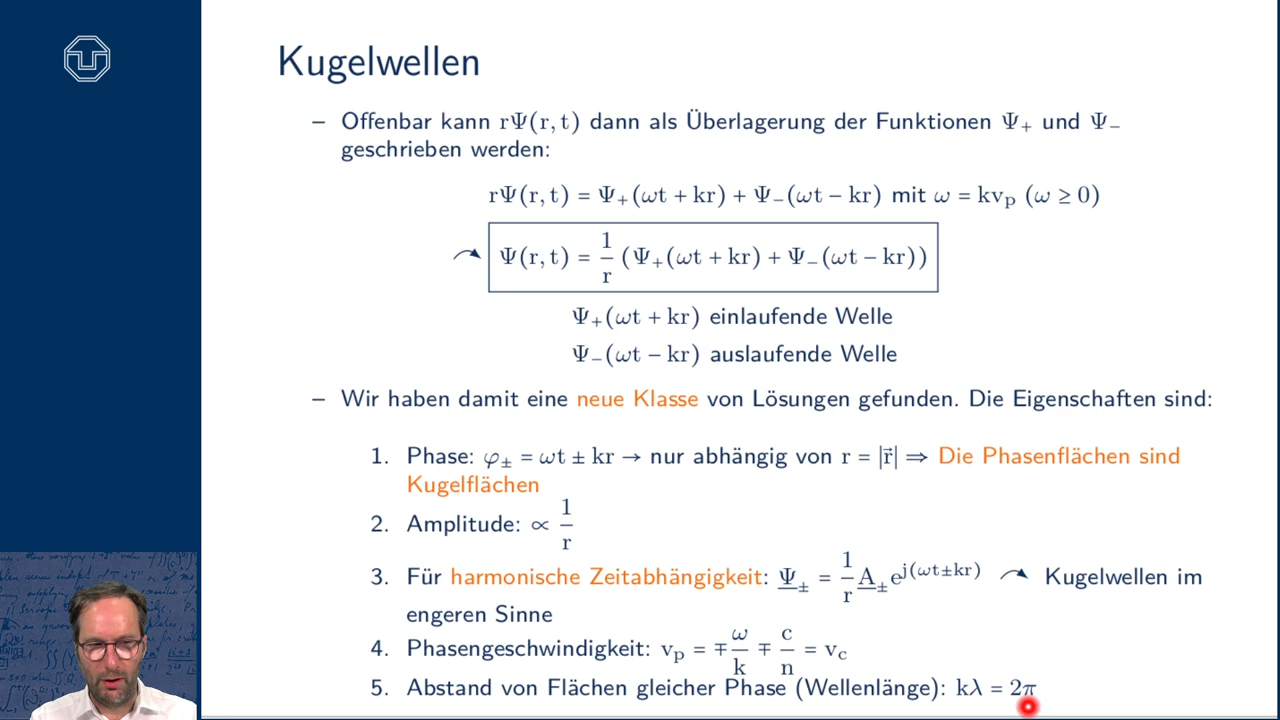 Kugelwellen
– Offenbar kann rΨ(r, t) dann als Überlagerung der Funktionen Ψ₊ und Ψ₋
geschrieben werden:
rΨ(r, t) = Ψ₊(ωt + kr) + Ψ₋(ωt − kr) mit ω = kvₚ (ω ≥ 0)
↷ Ψ(r, t) = 1/r (Ψ₊(ωt + kr) + Ψ₋(ωt − kr))
Ψ₊(ωt + kr) einlaufende Welle
Ψ₋(ωt − kr) auslaufende Welle
– Wir haben damit eine neue Klasse von Lösungen gefunden. Die Eigenschaften sind:
1. Phase: φ± = ωt ± kr → nur abhängig von r = |r⃗| ⇒ Die Phasenflächen sind
Kugelflächen
2. Amplitude: ∝ 1/r
3. Für harmonische Zeitabhängigkeit: Ψ̲± = 1/r A̲± e^{j(ωt±kr)} ↷ Kugelwellen im
engeren Sinne
4. Phasengeschwindigkeit: vₚ = ∓ ω/k ∓ c/n = v_c
5. Abstand von Flächen gleicher Phase (Wellenlänge): kλ = 2π